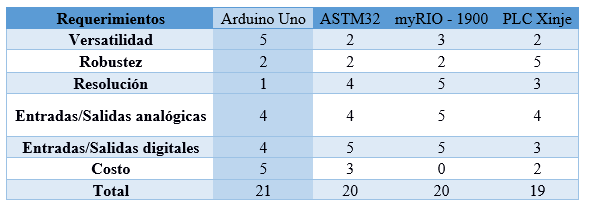 Requerimientos Arduino Uno ASTM32 myRIO - 1900 PLC Xinje
Versatilidad 5 2 3 2
Robustez 2 2 2 5
Resolución 1 4 5 3
Entradas/Salidas analógicas 4 4 5 4
Entradas/Salidas digitales 4 5 5 3
Costo 5 3 0 2
Total 21 20 20 19